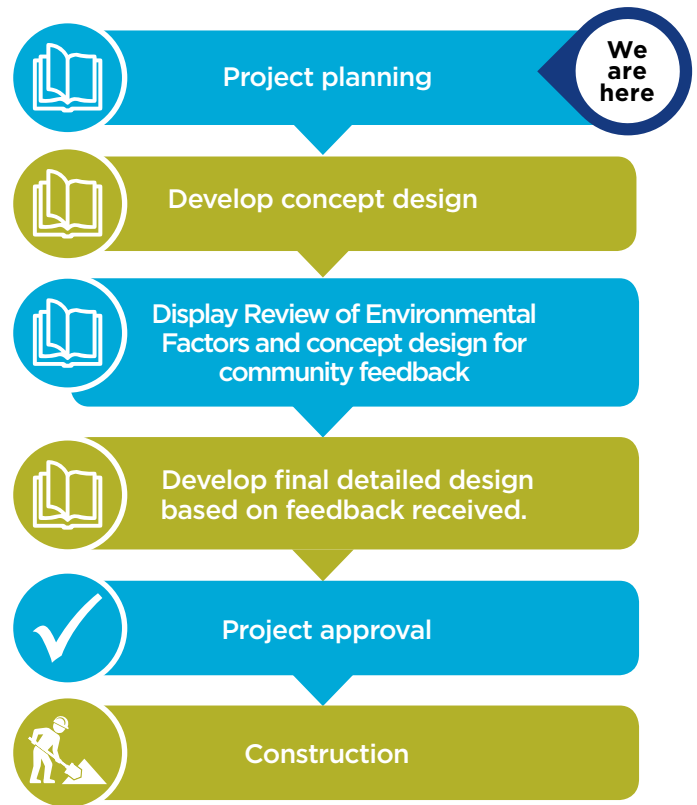 Project planning
We
are
here
Develop concept design
Display Review of Environmental
Factors and concept design for
community feedback
Develop final detailed design
based on feedback received.
Project approval
Construction